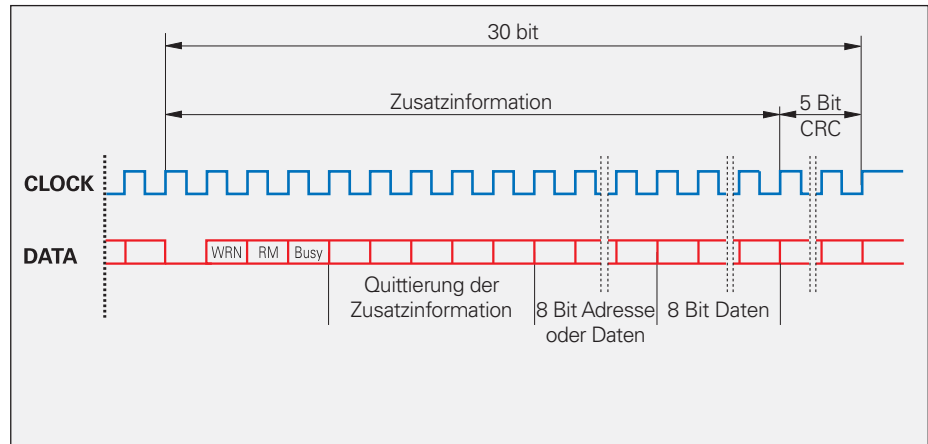 30 bit
Zusatzinformation
5 Bit
CRC
CLOCK
DATA
WRN RM Busy
Quittierung der
Zusatzinformation
8 Bit Adresse
oder Daten
8 Bit Daten